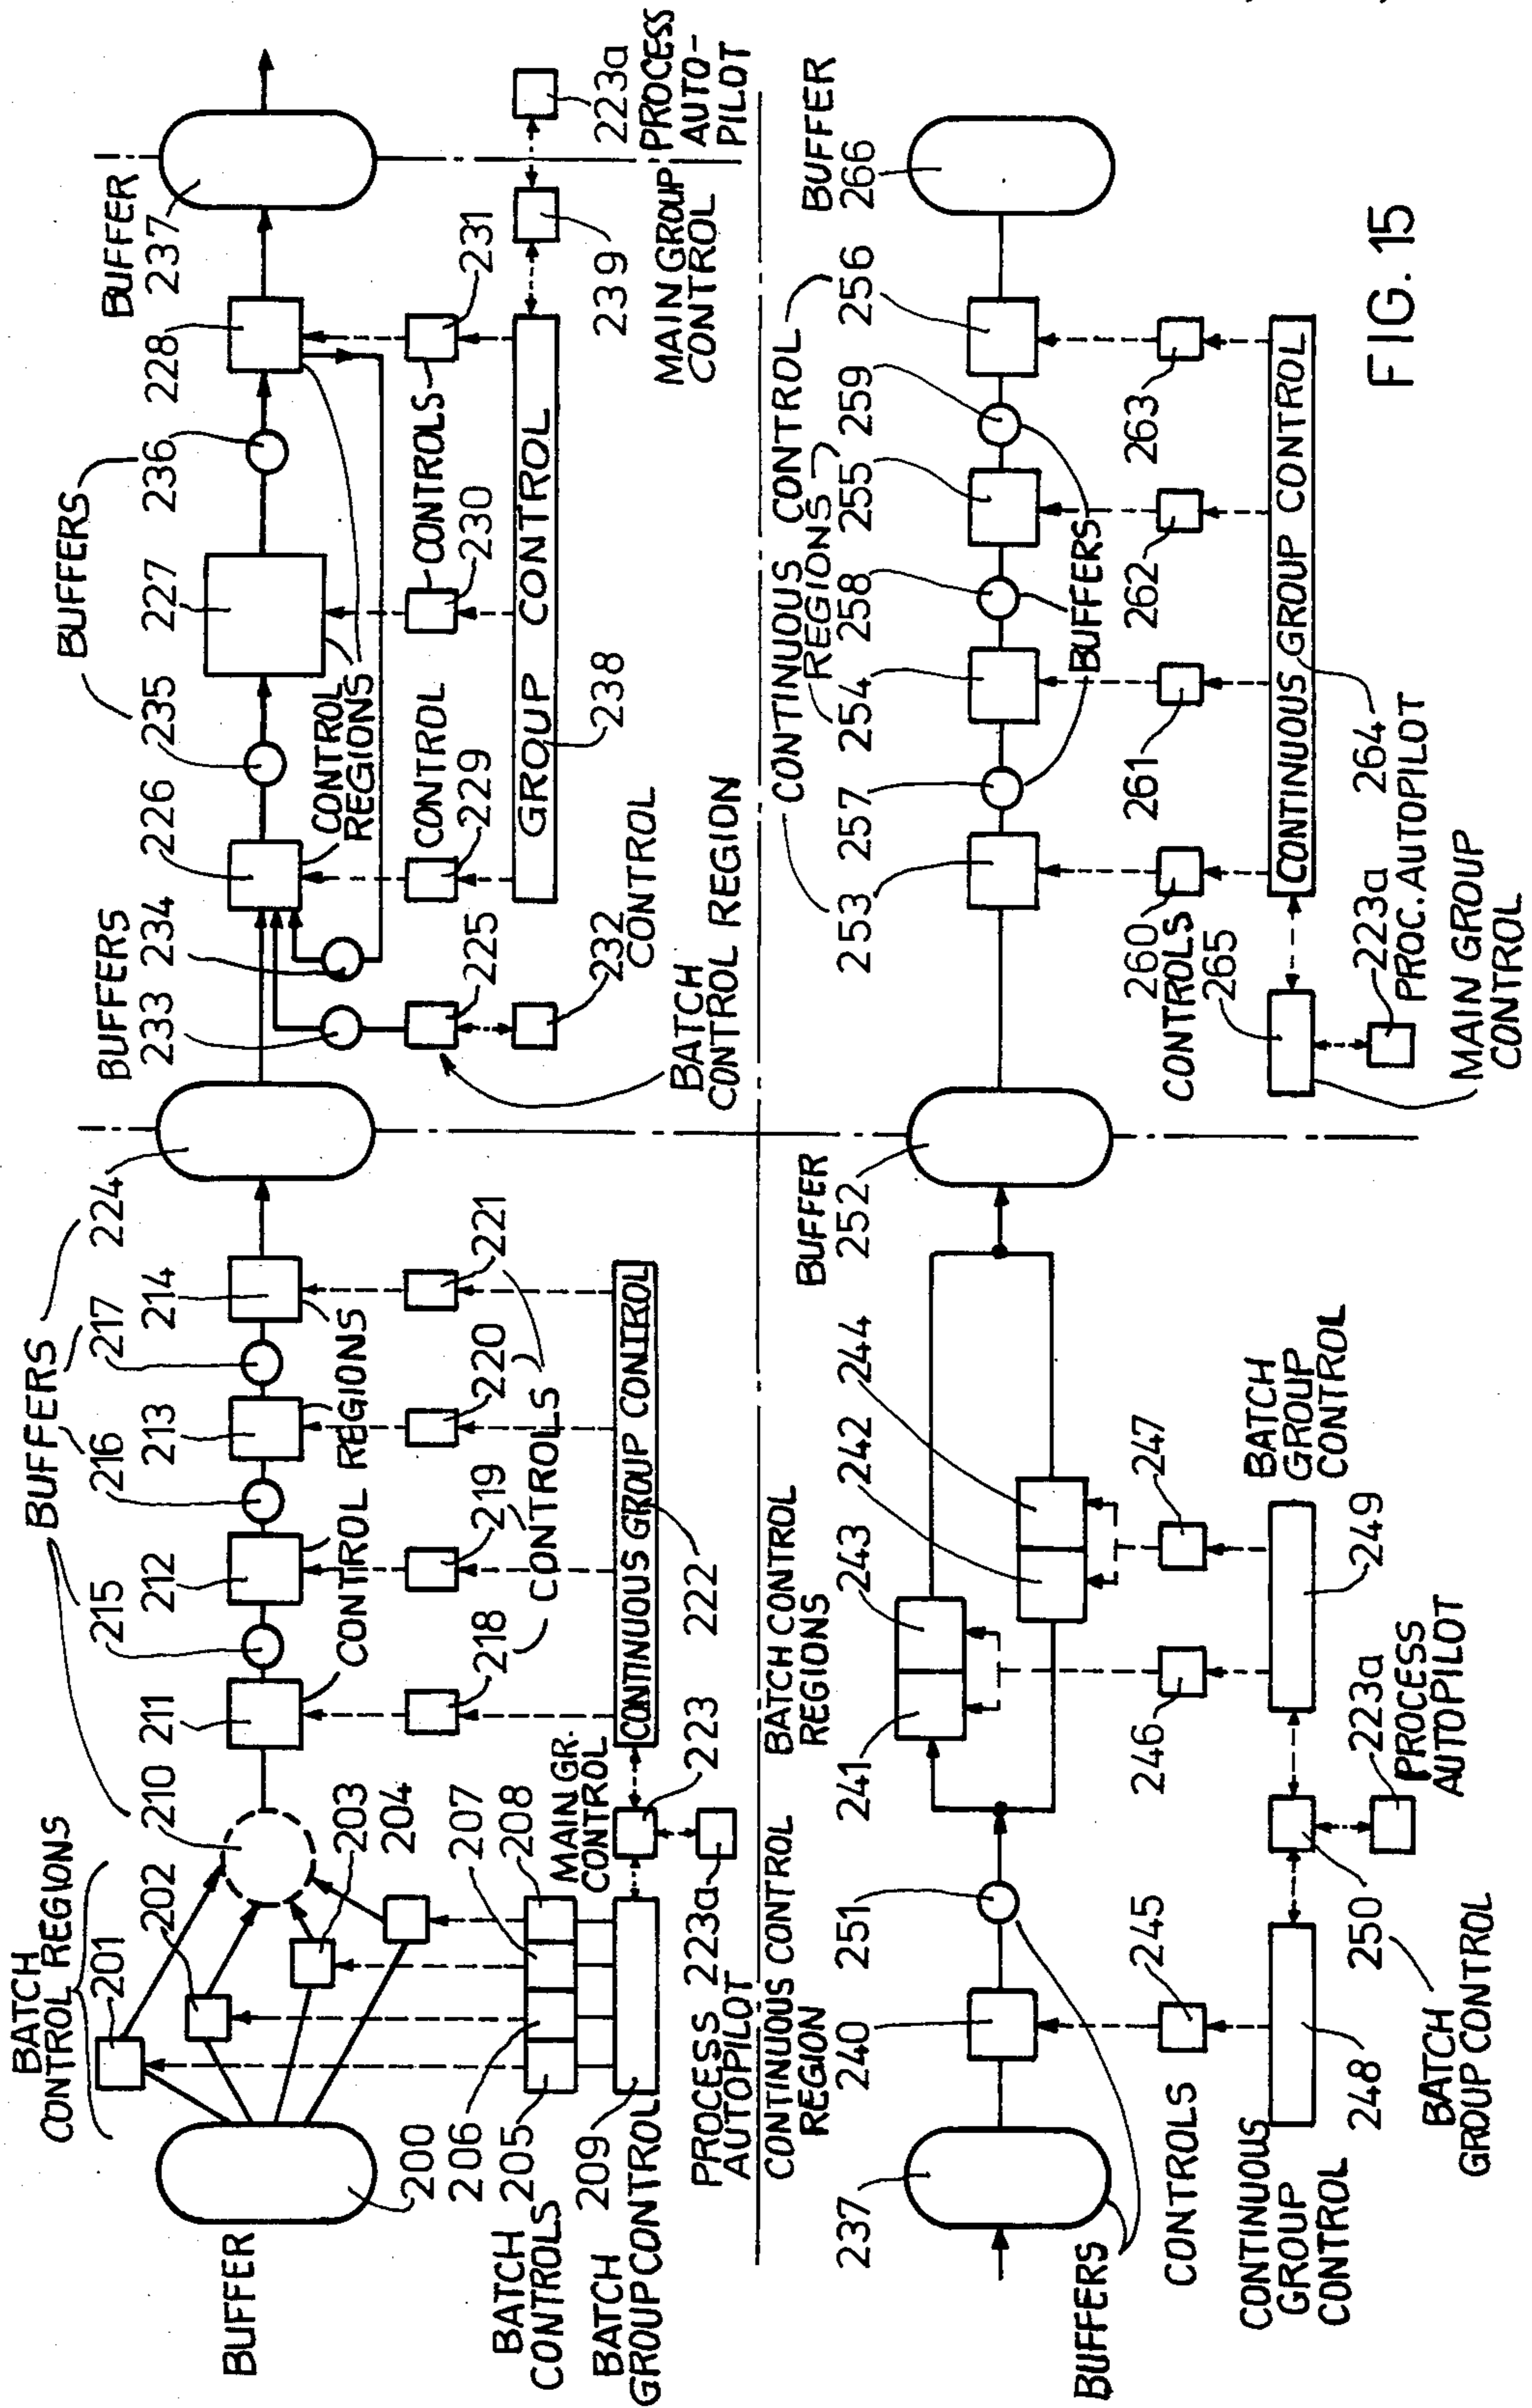 BATCH
CONTROL REGIONS
201
202
203
204
BUFFER
200
206
205
BATCH
CONTROLS
209
BATCH
GROUP CONTROL
207
208
MAIN GR.
CONTROL
223
PROCESS 223a
AUTOPILOT
BUFFERS
210
215
216
217
224
211
212
213
214
CONTROL REGIONS
218
219
220
221
CONTROLS
CONTINUOUS GROUP CONTROL
222
BUFFERS
233
234
226
235
227
BUFFERS
236
228
BUFFER
237
CONTROL
REGIONS
225
232
CONTROL
BATCH
CONTROL REGION
CONTROL
229
230
CONTROLS
231
GROUP CONTROL
238
239
MAIN GROUP
CONTROL
223a
PROCESS
AUTO-
PILOT
CONTINUOUS CONTROL
REGION
240
237
BUFFERS
251
BATCH CONTROL
REGIONS
241
243
242
244
BUFFER
252
CONTROLS
245
246
247
CONTINUOUS
GROUP
CONTROL
248
250
BATCH
GROUP CONTROL
223a
PROCESS
AUTOPILOT
249
BATCH
GROUP
CONTROL
CONTINUOUS CONTROL
REGIONS
253
257
254
258
255
259
256
BUFFERS
BUFFER
266
260
CONTROLS
261
262
263
265
CONTINUOUS GROUP CONTROL
264
223a
PROC. AUTOPILOT
MAIN GROUP
CONTROL
FIG. 15